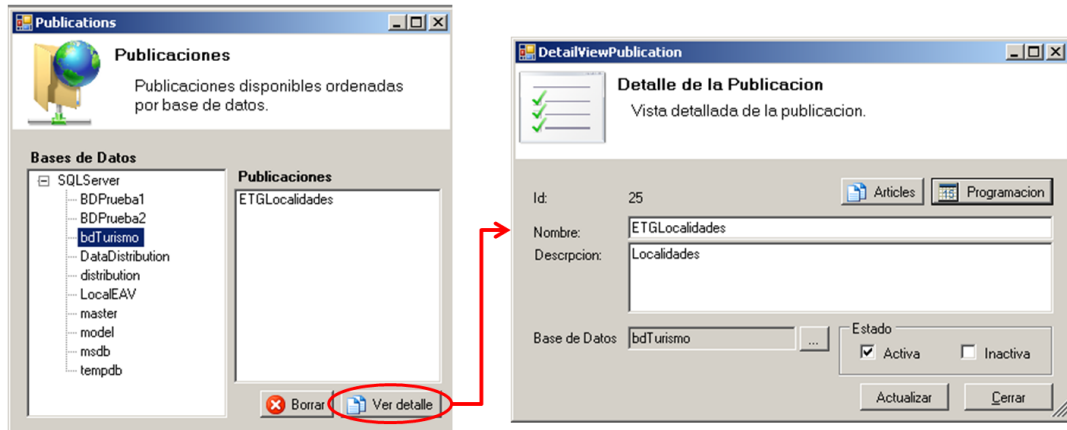 Publications
Publicaciones
Publicaciones disponibles ordenadas
por base de datos.
Bases de Datos
SQLServer
BDPrueba1
BDPrueba2
bdTurismo
DataDistribution
distribution
LocalEAV
master
model
msdb
tempdb
Publicaciones
ETGLocalidades
Borrar
Ver detalle
DetailViewPublication
Detalle de la Publicacion
Vista detallada de la publicacion.
Id: 25
Articles
15 Programacion
Nombre: ETGLocalidades
Descrpcion: Localidades
Base de Datos bdTurismo ...
Estado
Activa Inactiva
Actualizar Cerrar